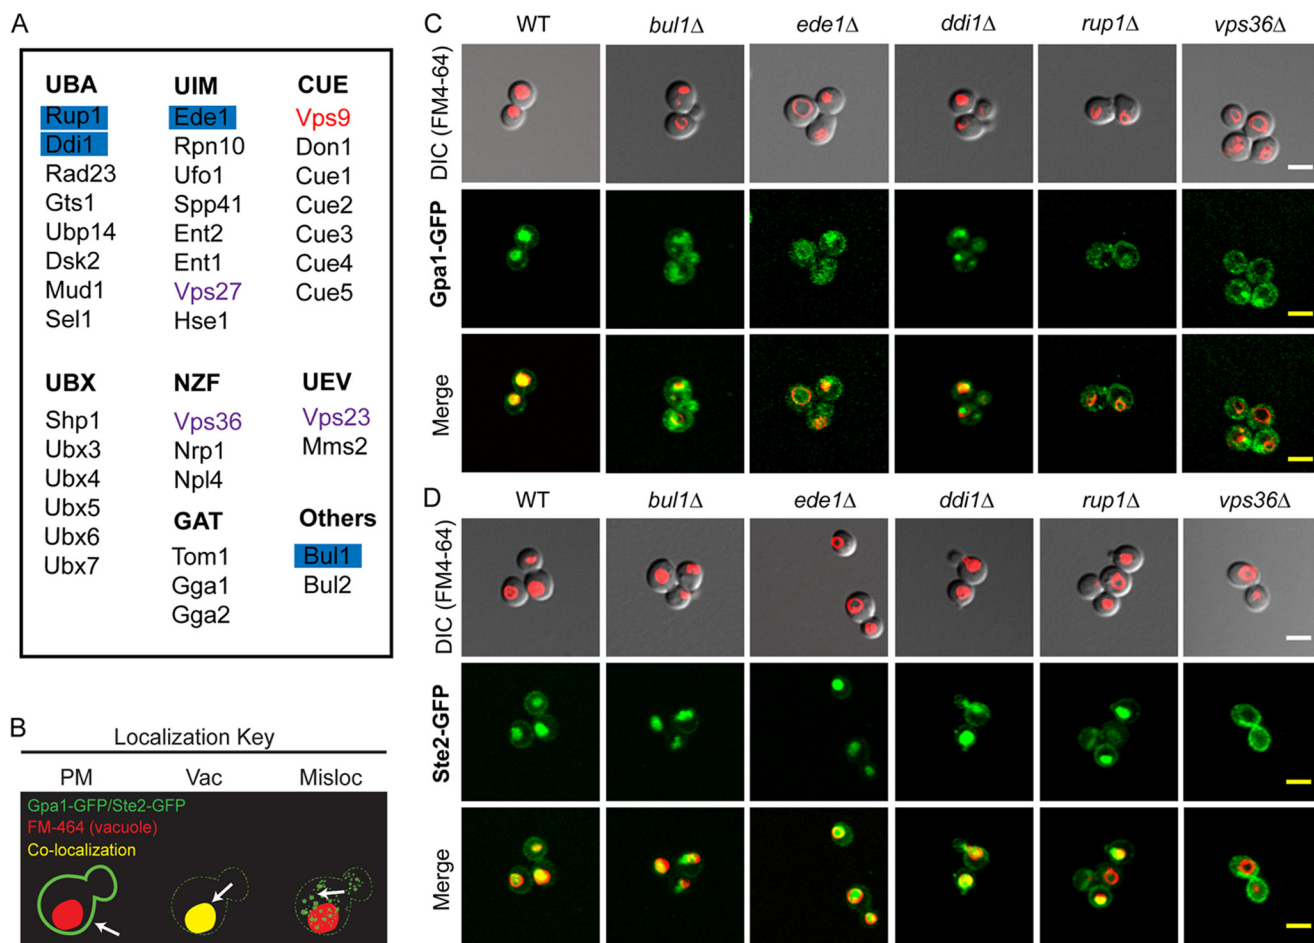 A
UBA
Rup1
Ddi1
Rad23
Gts1
Ubp14
Dsk2
Mud1
Sel1
UIM
Ede1
Rpn10
Ufo1
Spp41
Ent2
Ent1
Vps27
Hse1
CUE
Vps9
Don1
Cue1
Cue2
Cue3
Cue4
Cue5
UBX
Shp1
Ubx3
Ubx4
Ubx5
Ubx6
Ubx7
NZF
Vps36
Nrp1
Npl4
GAT
Tom1
Gga1
Gga2
UEV
Vps23
Mms2
Others
Bul1
Bul2
B
Localization Key
PM Vac Misloc
Gpa1-GFP/Ste2-GFP
FM-464 (vacuole)
Co-localization
C
WT bul1Δ ede1Δ ddi1Δ rup1Δ vps36Δ
DIC (FM4-64)
Gpa1-GFP
Merge
D
WT bul1Δ ede1Δ ddi1Δ rup1Δ vps36Δ
DIC (FM4-64)
Ste2-GFP
Merge